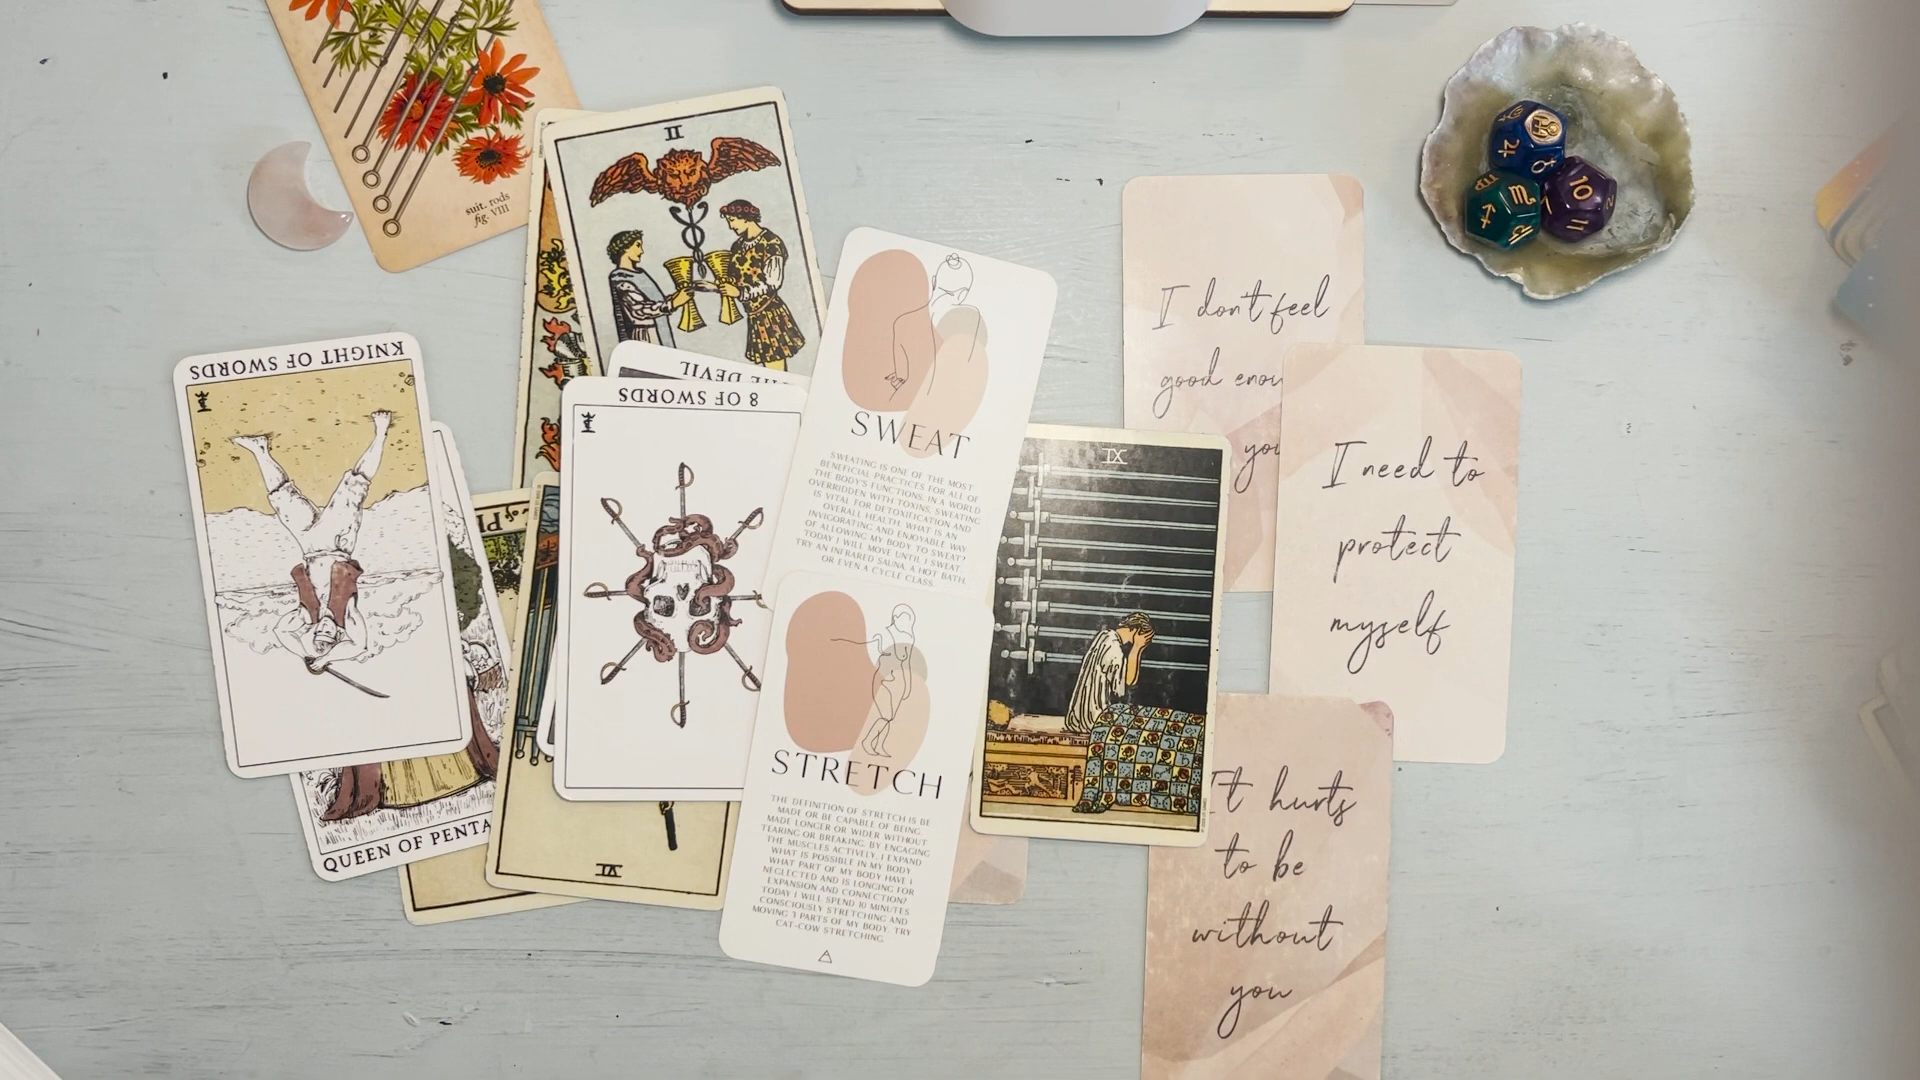 suit. rods
fig. VIII
II
KNIGHT OF SWORDS
QUEEN OF PENTA
THE DEVIL
8 OF SWORDS
VI
SWEAT
SWEATING IS ONE OF THE MOST
BENEFICIAL PRACTICES FOR ALL OF
THE BODY'S FUNCTIONS. IN A WORLD
OVERRIDDEN WITH TOXINS, SWEATING
IS VITAL FOR DETOXIFICATION AND
OVERALL HEALTH. WHAT IS AN
INVIGORATING AND ENJOYABLE WAY
OF ALLOWING MY BODY TO SWEAT?
TODAY I WILL MOVE UNTIL I SWEAT.
TRY AN INFRARED SAUNA, A HOT BATH,
OR EVEN A CYCLE CLASS.
STRETCH
THE DEFINITION OF STRETCH IS BE
MADE OR BE CAPABLE OF BEING
MADE LONGER OR WIDER WITHOUT
TEARING OR BREAKING. BY ENGAGING
THE MUSCLES ACTIVELY, I EXPAND
WHAT IS POSSIBLE IN MY BODY.
WHAT PART OF MY BODY HAVE I
NEGLECTED AND IS LONGING FOR
EXPANSION AND CONNECTION?
TODAY I WILL SPEND 10 MINUTES
CONSCIOUSLY STRETCHING AND
MOVING 3 PARTS OF MY BODY. TRY
CAT-COW STRETCHING.
IX
I don't feel
good enou
you
I need to
protect
myself
It hurts
to be
without
you
10
11